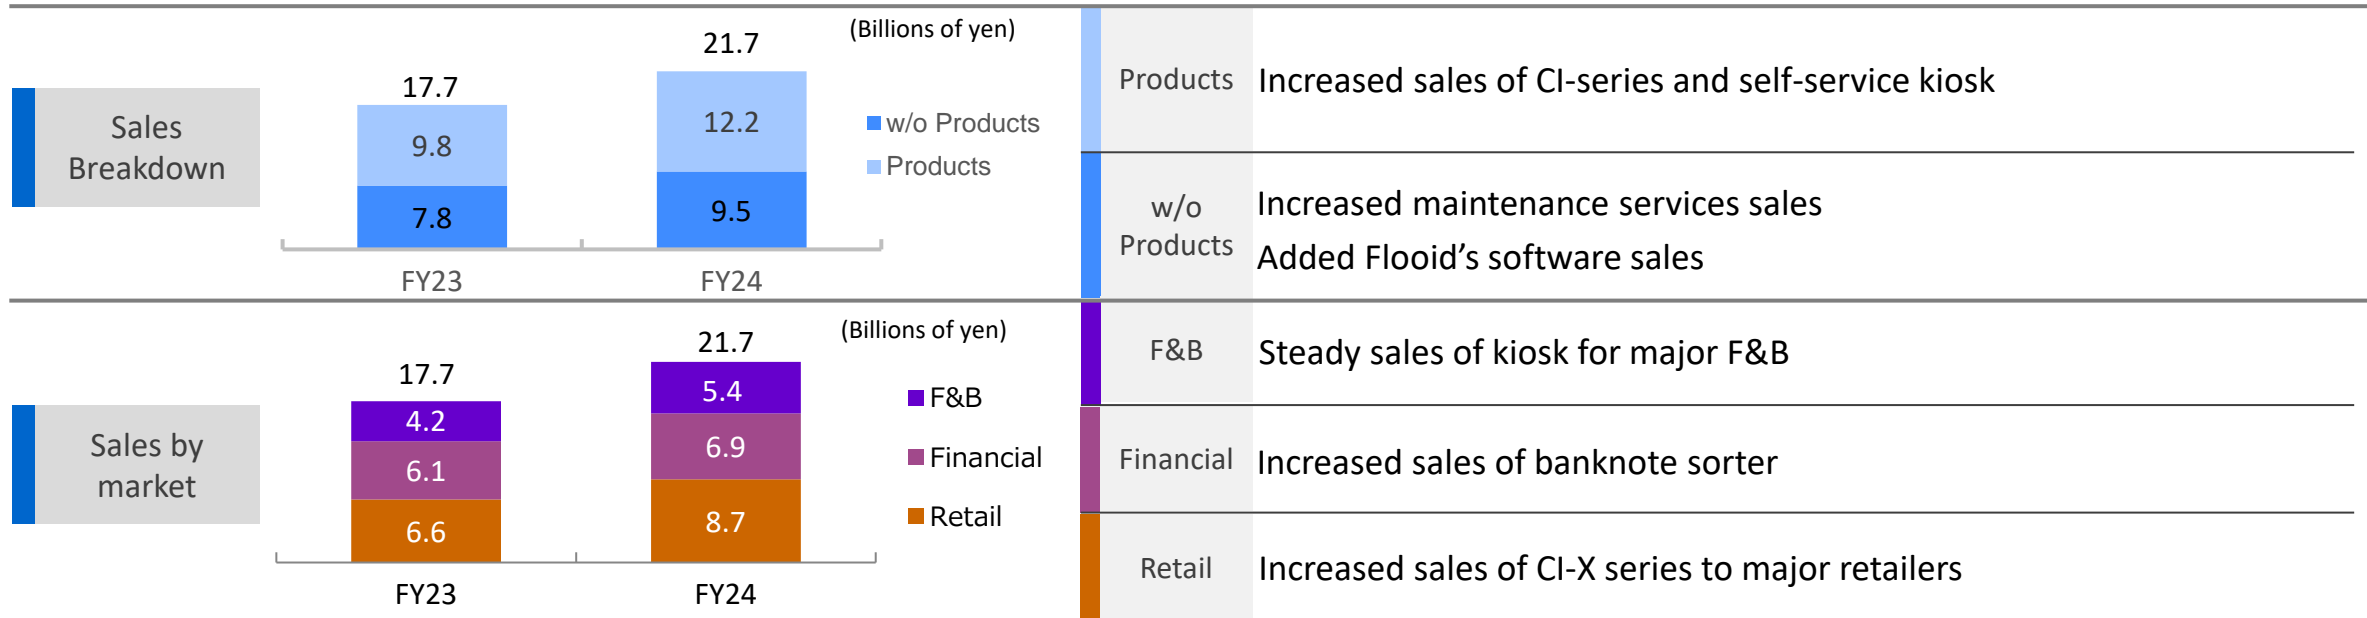 Sales
Breakdown
(Billions of yen)
17.7
21.7
9.8
12.2
7.8
9.5
FY23
FY24
w/o Products
Products
Products
Increased sales of CI-series and self-service kiosk
w/o
Products
Increased maintenance services sales
Added Flooid’s software sales
Sales by
market
(Billions of yen)
17.7
21.7
4.2
5.4
6.1
6.9
6.6
8.7
FY23
FY24
F&B
Financial
Retail
F&B
Steady sales of kiosk for major F&B
Financial
Increased sales of banknote sorter
Retail
Increased sales of CI-X series to major retailers